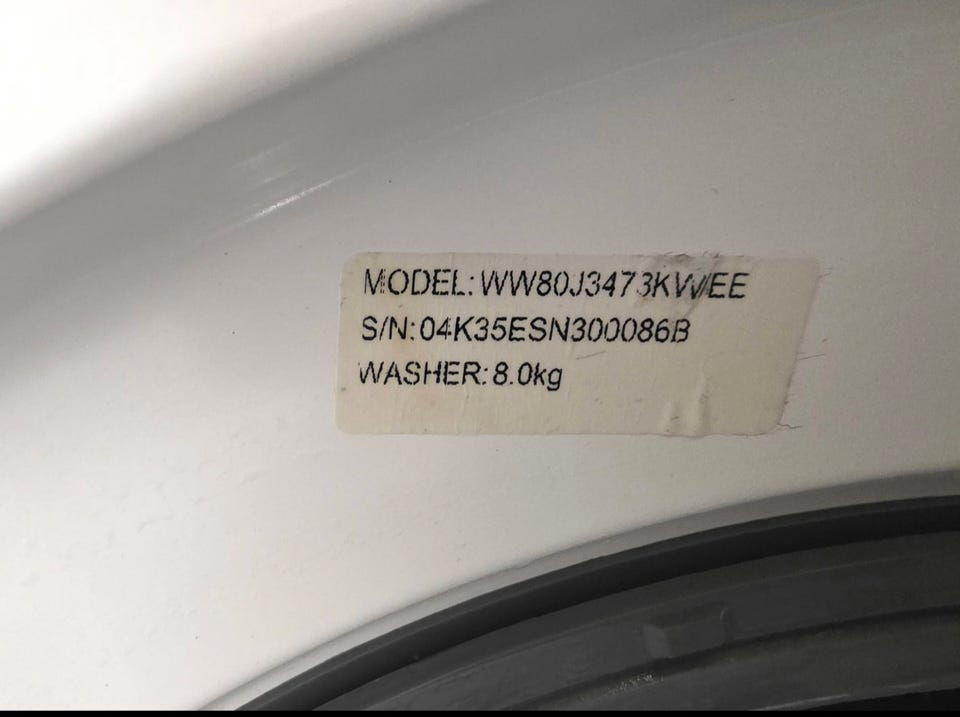 MODEL: WW80J3473KW/EE
S/N: 04K35ESN300086B
WASHER: 8.0kg